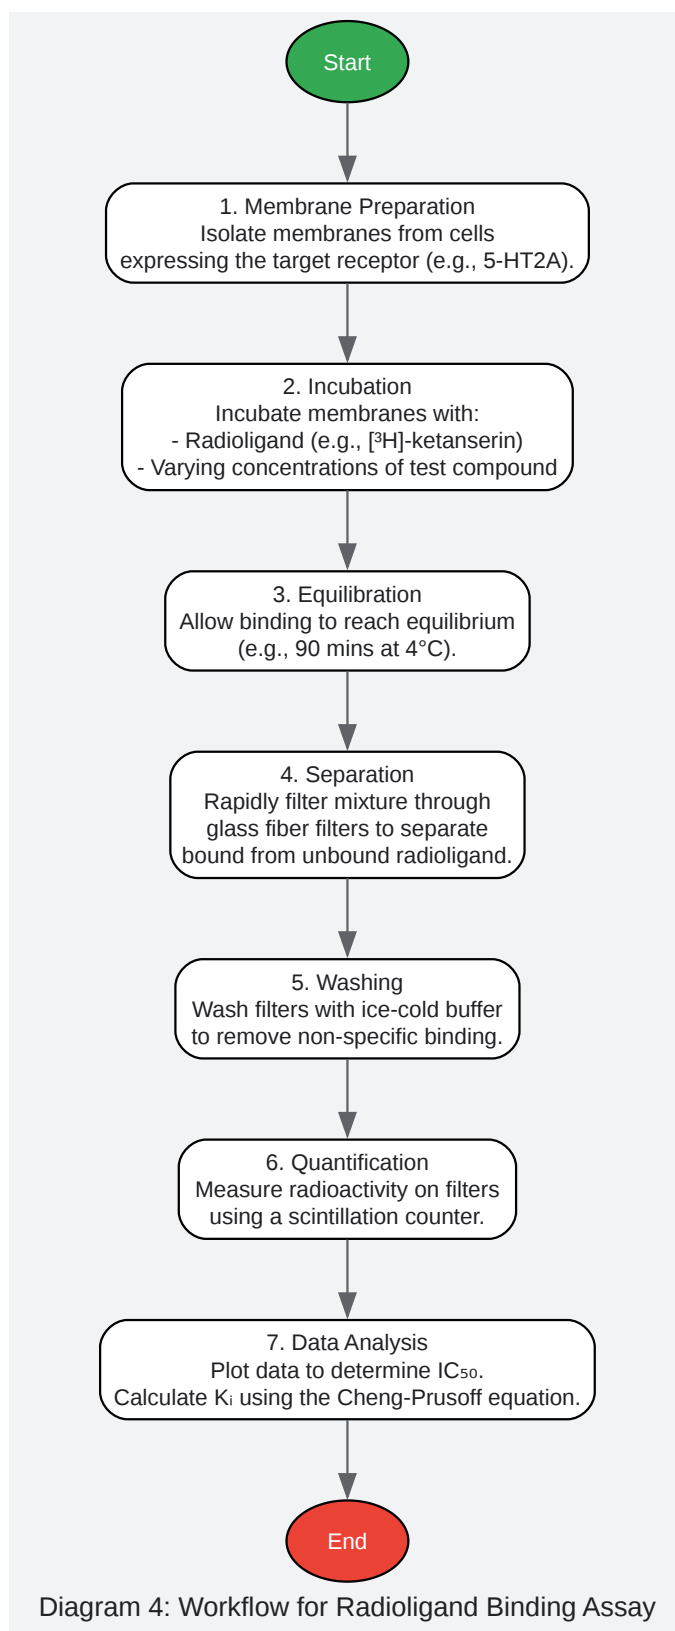 Start
1. Membrane Preparation
Isolate membranes from cells
expressing the target receptor (e.g., 5-HT2A).
2. Incubation
Incubate membranes with:
- Radioligand (e.g., [³H]-ketanserin)
- Varying concentrations of test compound
3. Equilibration
Allow binding to reach equilibrium
(e.g., 90 mins at 4°C).
4. Separation
Rapidly filter mixture through
glass fiber filters to separate
bound from unbound radioligand.
5. Washing
Wash filters with ice-cold buffer
to remove non-specific binding.
6. Quantification
Measure radioactivity on filters
using a scintillation counter.
7. Data Analysis
Plot data to determine IC₅₀.
Calculate Kᵢ using the Cheng-Prusoff equation.
End
Diagram 4: Workflow for Radioligand Binding Assay